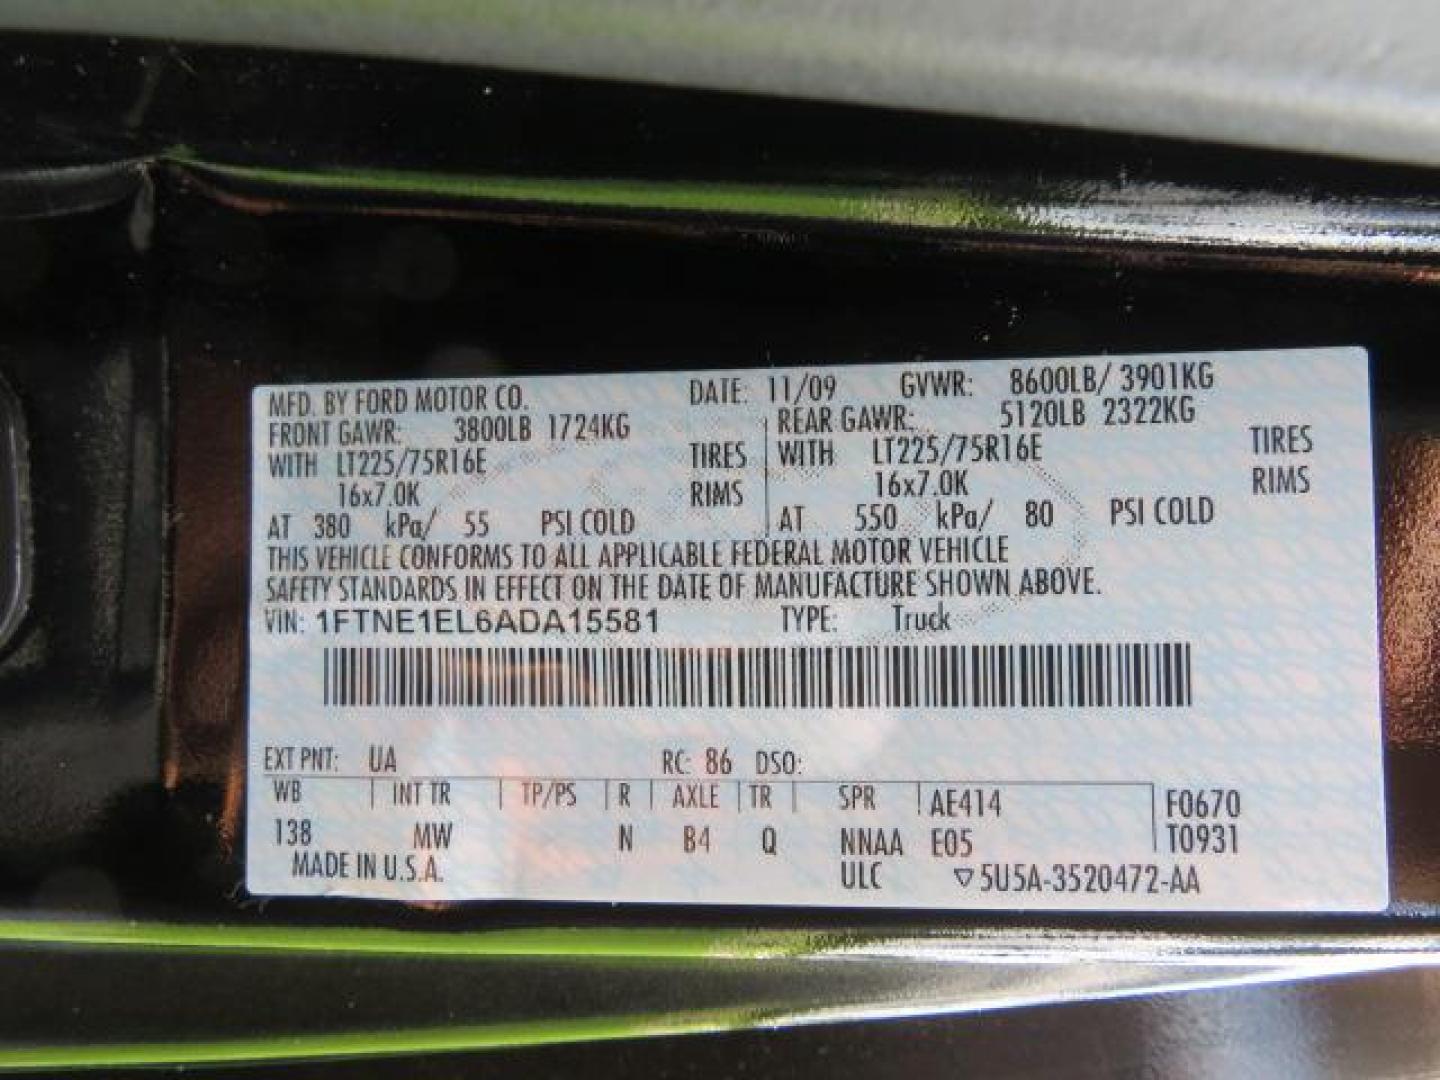 MFD. BY FORD MOTOR CO. DATE: 11/09 GVWR: 8600LB/ 3901KG
FRONT GAWR: 3800LB 1724KG REAR GAWR: 5120LB 2322KG
WITH LT225/75R16E TIRES WITH LT225/75R16E TIRES
16x7.0K RIMS 16x7.0K RIMS
AT 380 kPa/ 55 PSI COLD AT 550 kPa/ 80 PSI COLD
THIS VEHICLE CONFORMS TO ALL APPLICABLE FEDERAL MOTOR VEHICLE
SAFETY STANDARDS IN EFFECT ON THE DATE OF MANUFACTURE SHOWN ABOVE.
VIN: 1FTNE1EL6ADA15581 TYPE: Truck
EXT PNT: UA RC: 86 DSO:
WB INT TR TP/PS R AXLE TR SPR AE414 F0670
138 MW N B4 Q NNAA E05 T0931
MADE IN U.S.A. ULC ▽5U5A-3520472-AA